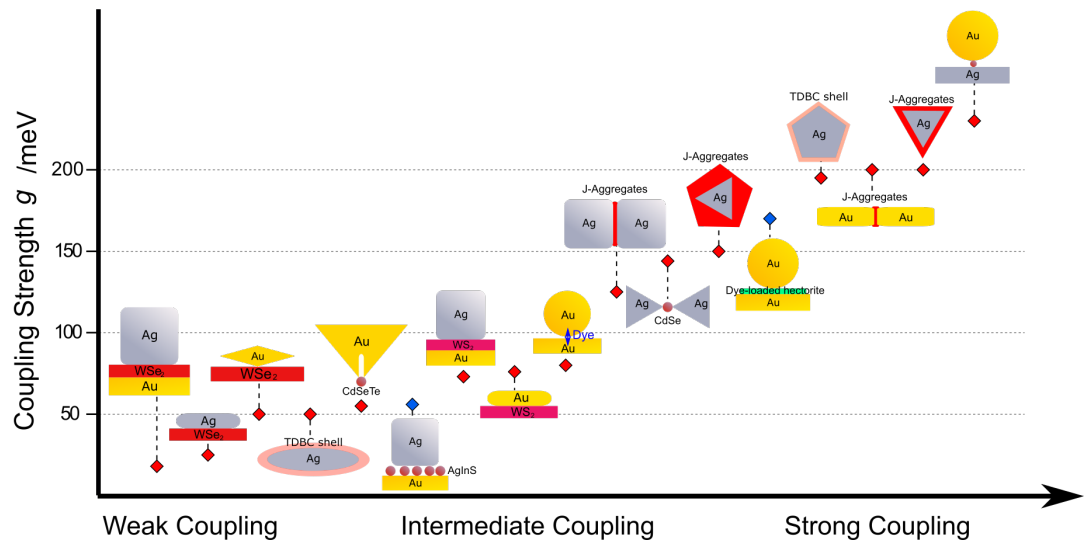 Coupling Strength g /meV
200
150
100
50
Ag
WSe₂
Au
Ag
WSe₂
Au
WSe₂
TDBC shell
Ag
Au
CdSeTe
Ag
AgInS
Au
Ag
WS₂
Au
Au
WS₂
Au
Dye
Au
J-Aggregates
Ag
Ag
Ag
Ag
CdSe
J-Aggregates
Ag
Au
Dye-loaded hectorite
Au
TDBC shell
Ag
J-Aggregates
Au
Au
J-Aggregates
Ag
Au
Ag
Weak Coupling
Intermediate Coupling
Strong Coupling